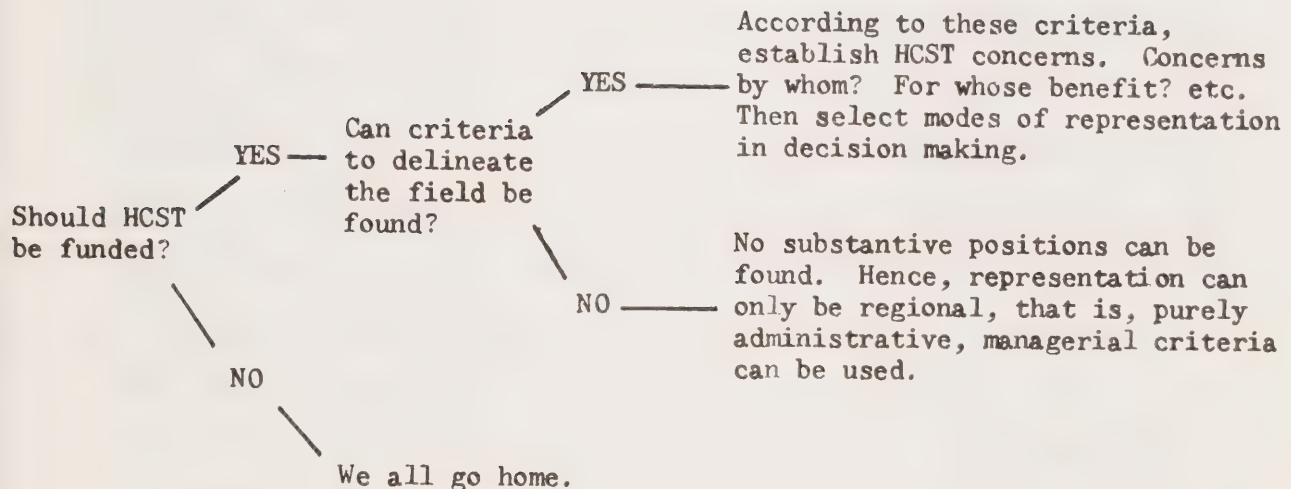 Should HCST
be funded?
YES
Can criteria
to delineate
the field be
found?
YES
According to these criteria,
establish HCST concerns. Concerns
by whom? For whose benefit? etc.
Then select modes of representation
in decision making.
NO
No substantive positions can be
found. Hence, representation can
only be regional, that is, purely
administrative, managerial criteria
can be used.
NO
We all go home.